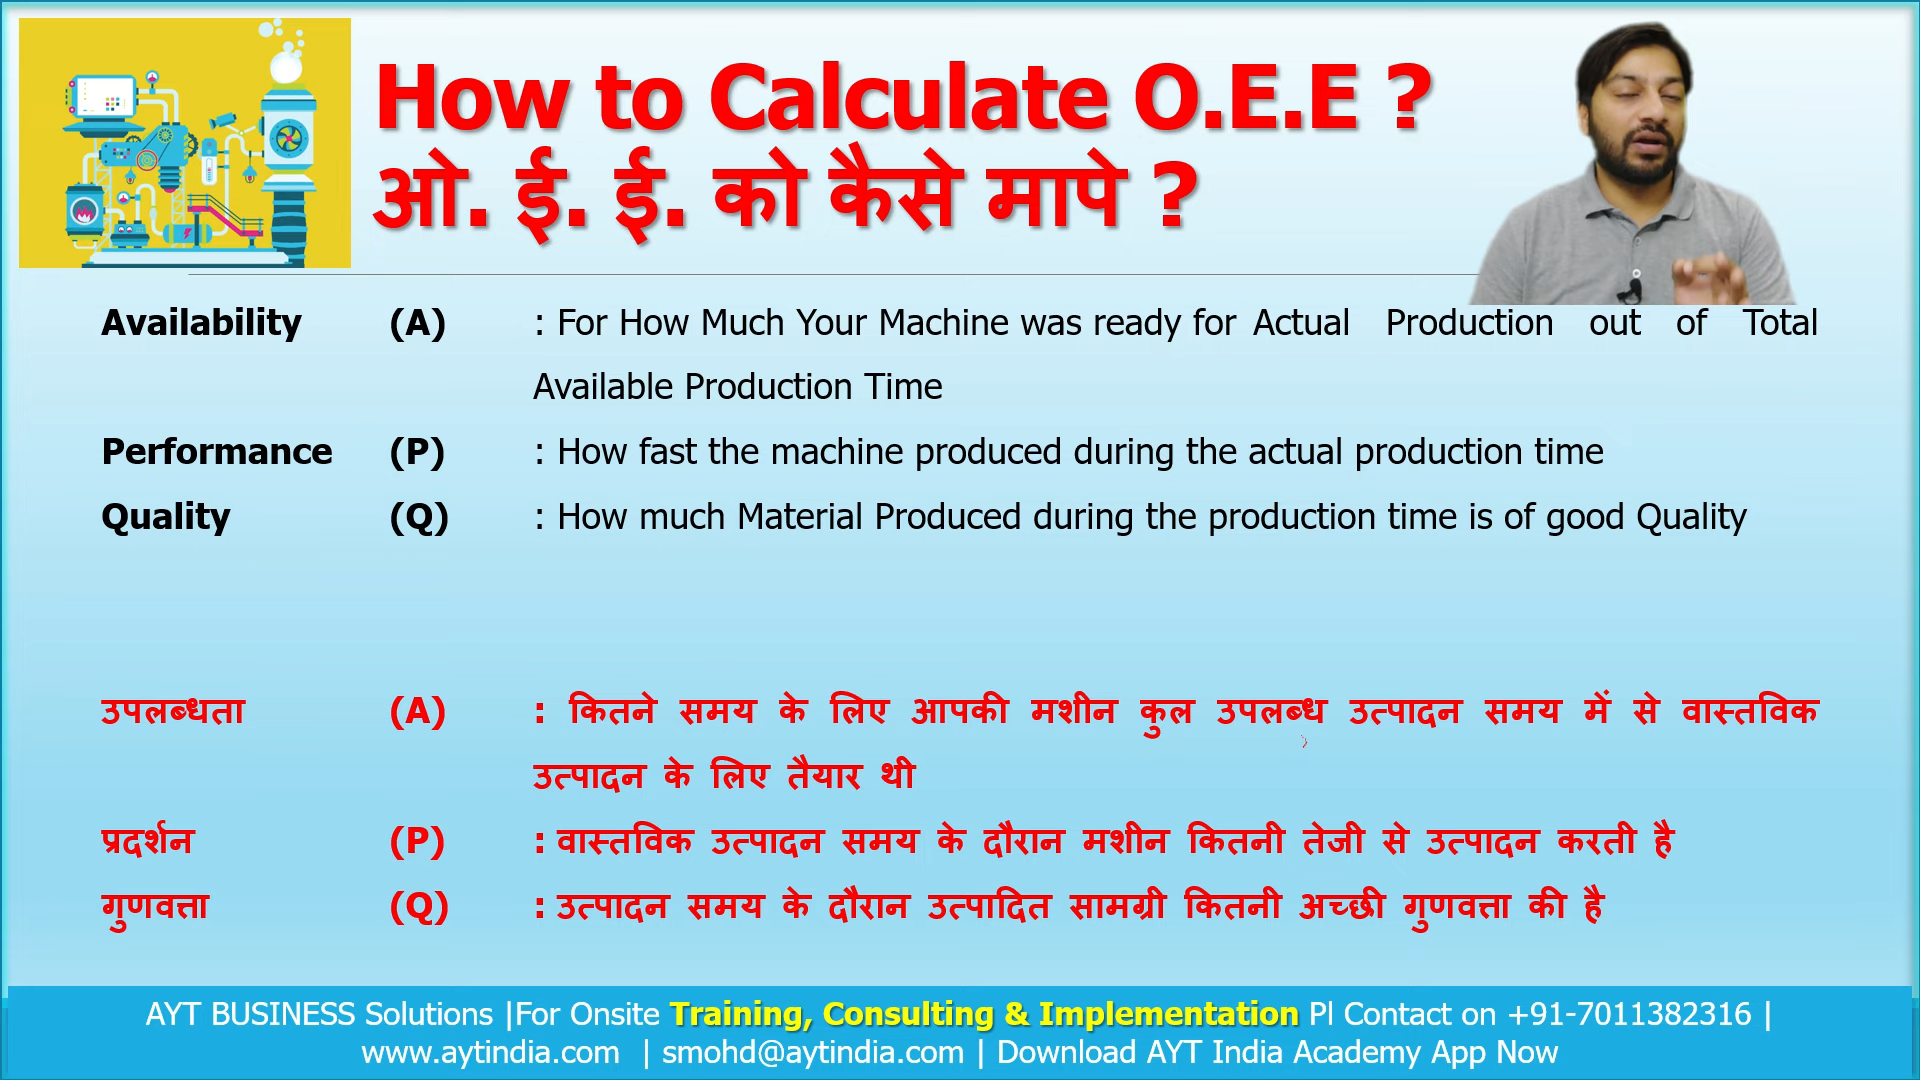 How to Calculate O.E.E ?
ओ. ई. ई. को कैसे मापे ?
Availability (A) : For How Much Your Machine was ready for Actual Production out of Total
Available Production Time
Performance (P) : How fast the machine produced during the actual production time
Quality (Q) : How much Material Produced during the production time is of good Quality
उपलब्धता (A) : कितने समय के लिए आपकी मशीन कुल उपलब्ध उत्पादन समय में से वास्तविक
उत्पादन के लिए तैयार थी
प्रदर्शन (P) : वास्तविक उत्पादन समय के दौरान मशीन कितनी तेजी से उत्पादन करती है
गुणवत्ता (Q) : उत्पादन समय के दौरान उत्पादित सामग्री कितनी अच्छी गुणवत्ता की है
AYT BUSINESS Solutions |For Onsite Training, Consulting & Implementation Pl Contact on +91-7011382316 |
www.aytindia.com | smohd@aytindia.com | Download AYT India Academy App Now